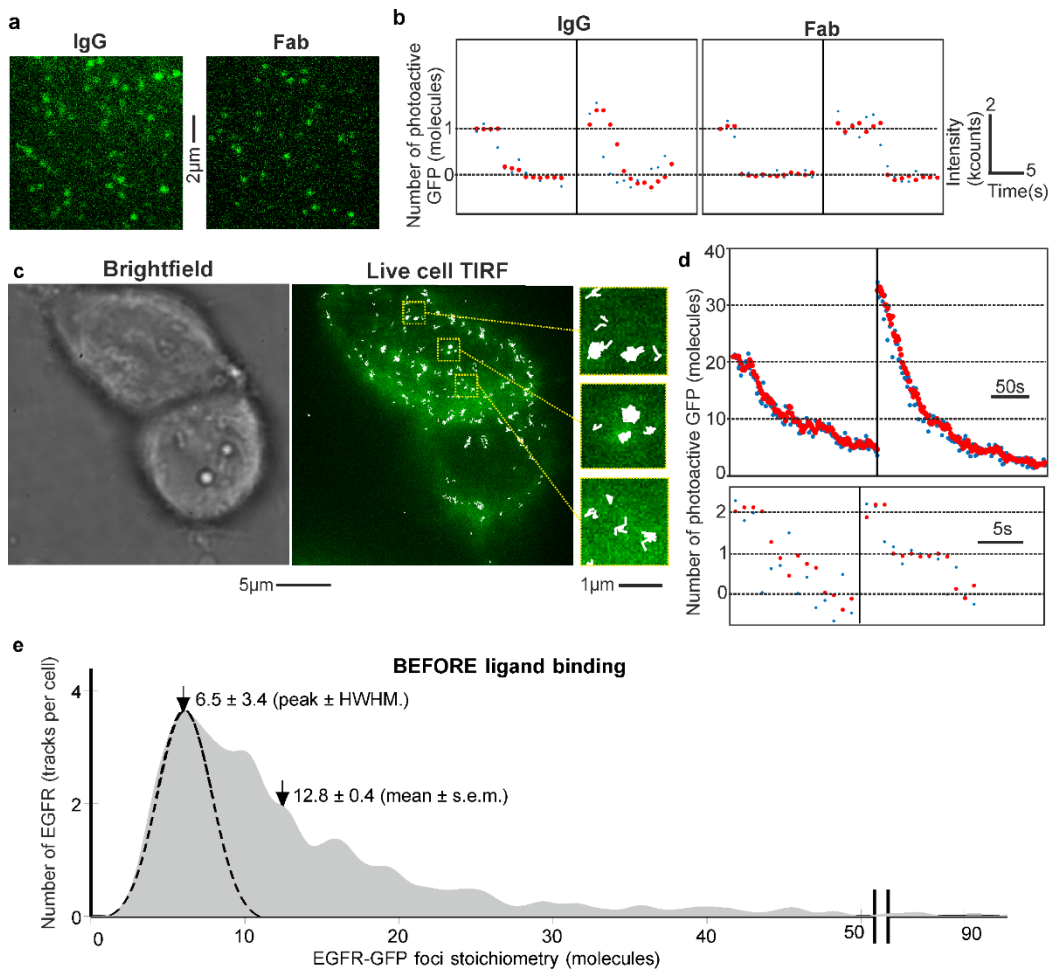 a
IgG
Fab
2µm
b
IgG
Fab
Number of photoactive
GFP (molecules)
1
0
Intensity
(kcounts)
2
5
Time(s)
c
Brightfield
Live cell TIRF
5µm
1µm
d
Number of photoactive GFP (molecules)
40
30
20
10
0
50s
2
1
0
5s
e
BEFORE ligand binding
Number of EGFR (tracks per cell)
4
2
0
6.5 ± 3.4 (peak ± HWHM.)
12.8 ± 0.4 (mean ± s.e.m.)
0 10 20 30 40 50 90
EGFR-GFP foci stoichiometry (molecules)